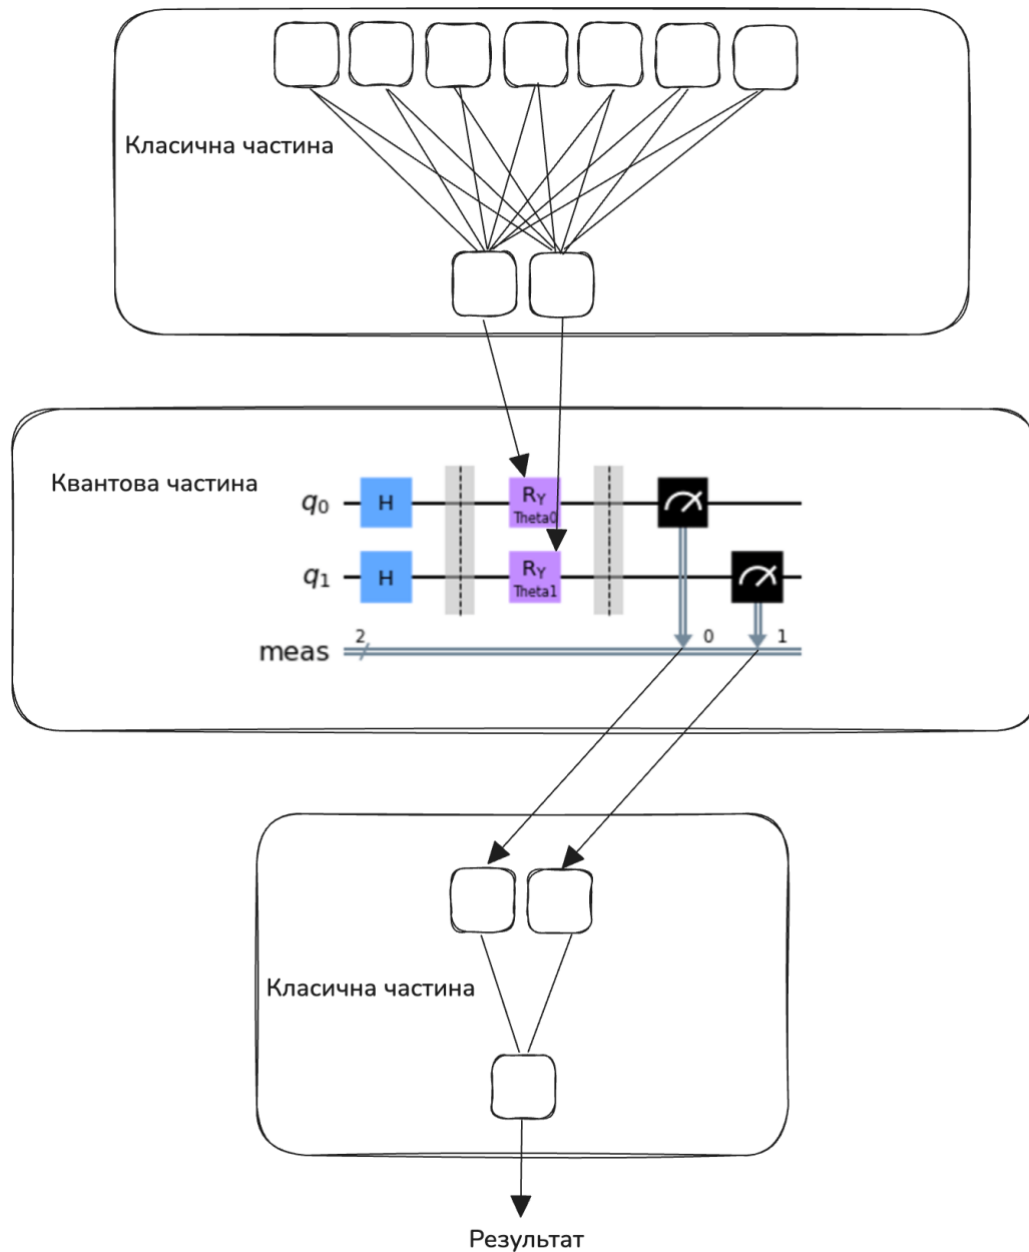 Класична частина
Квантова частина
q0 H RY Theta0
q1 H RY Theta1
meas 2 0 1
Класична частина
Результат